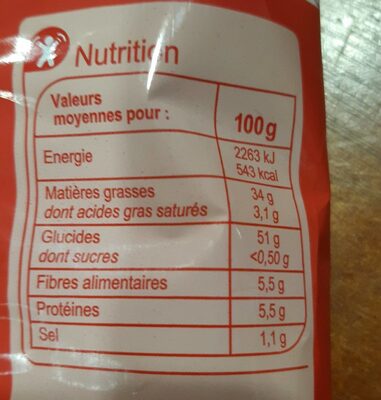 Nutrition
Valeurs
moyennes pour :
100g
Energie
2263 kJ
543 kcal
Matières grasses
34 g
dont acides gras saturés
3,1 g
Glucides
51 g
dont sucres
<0,50 g
Fibres alimentaires
5,5 g
Protéines
5,5 g
Sel
1,1 g